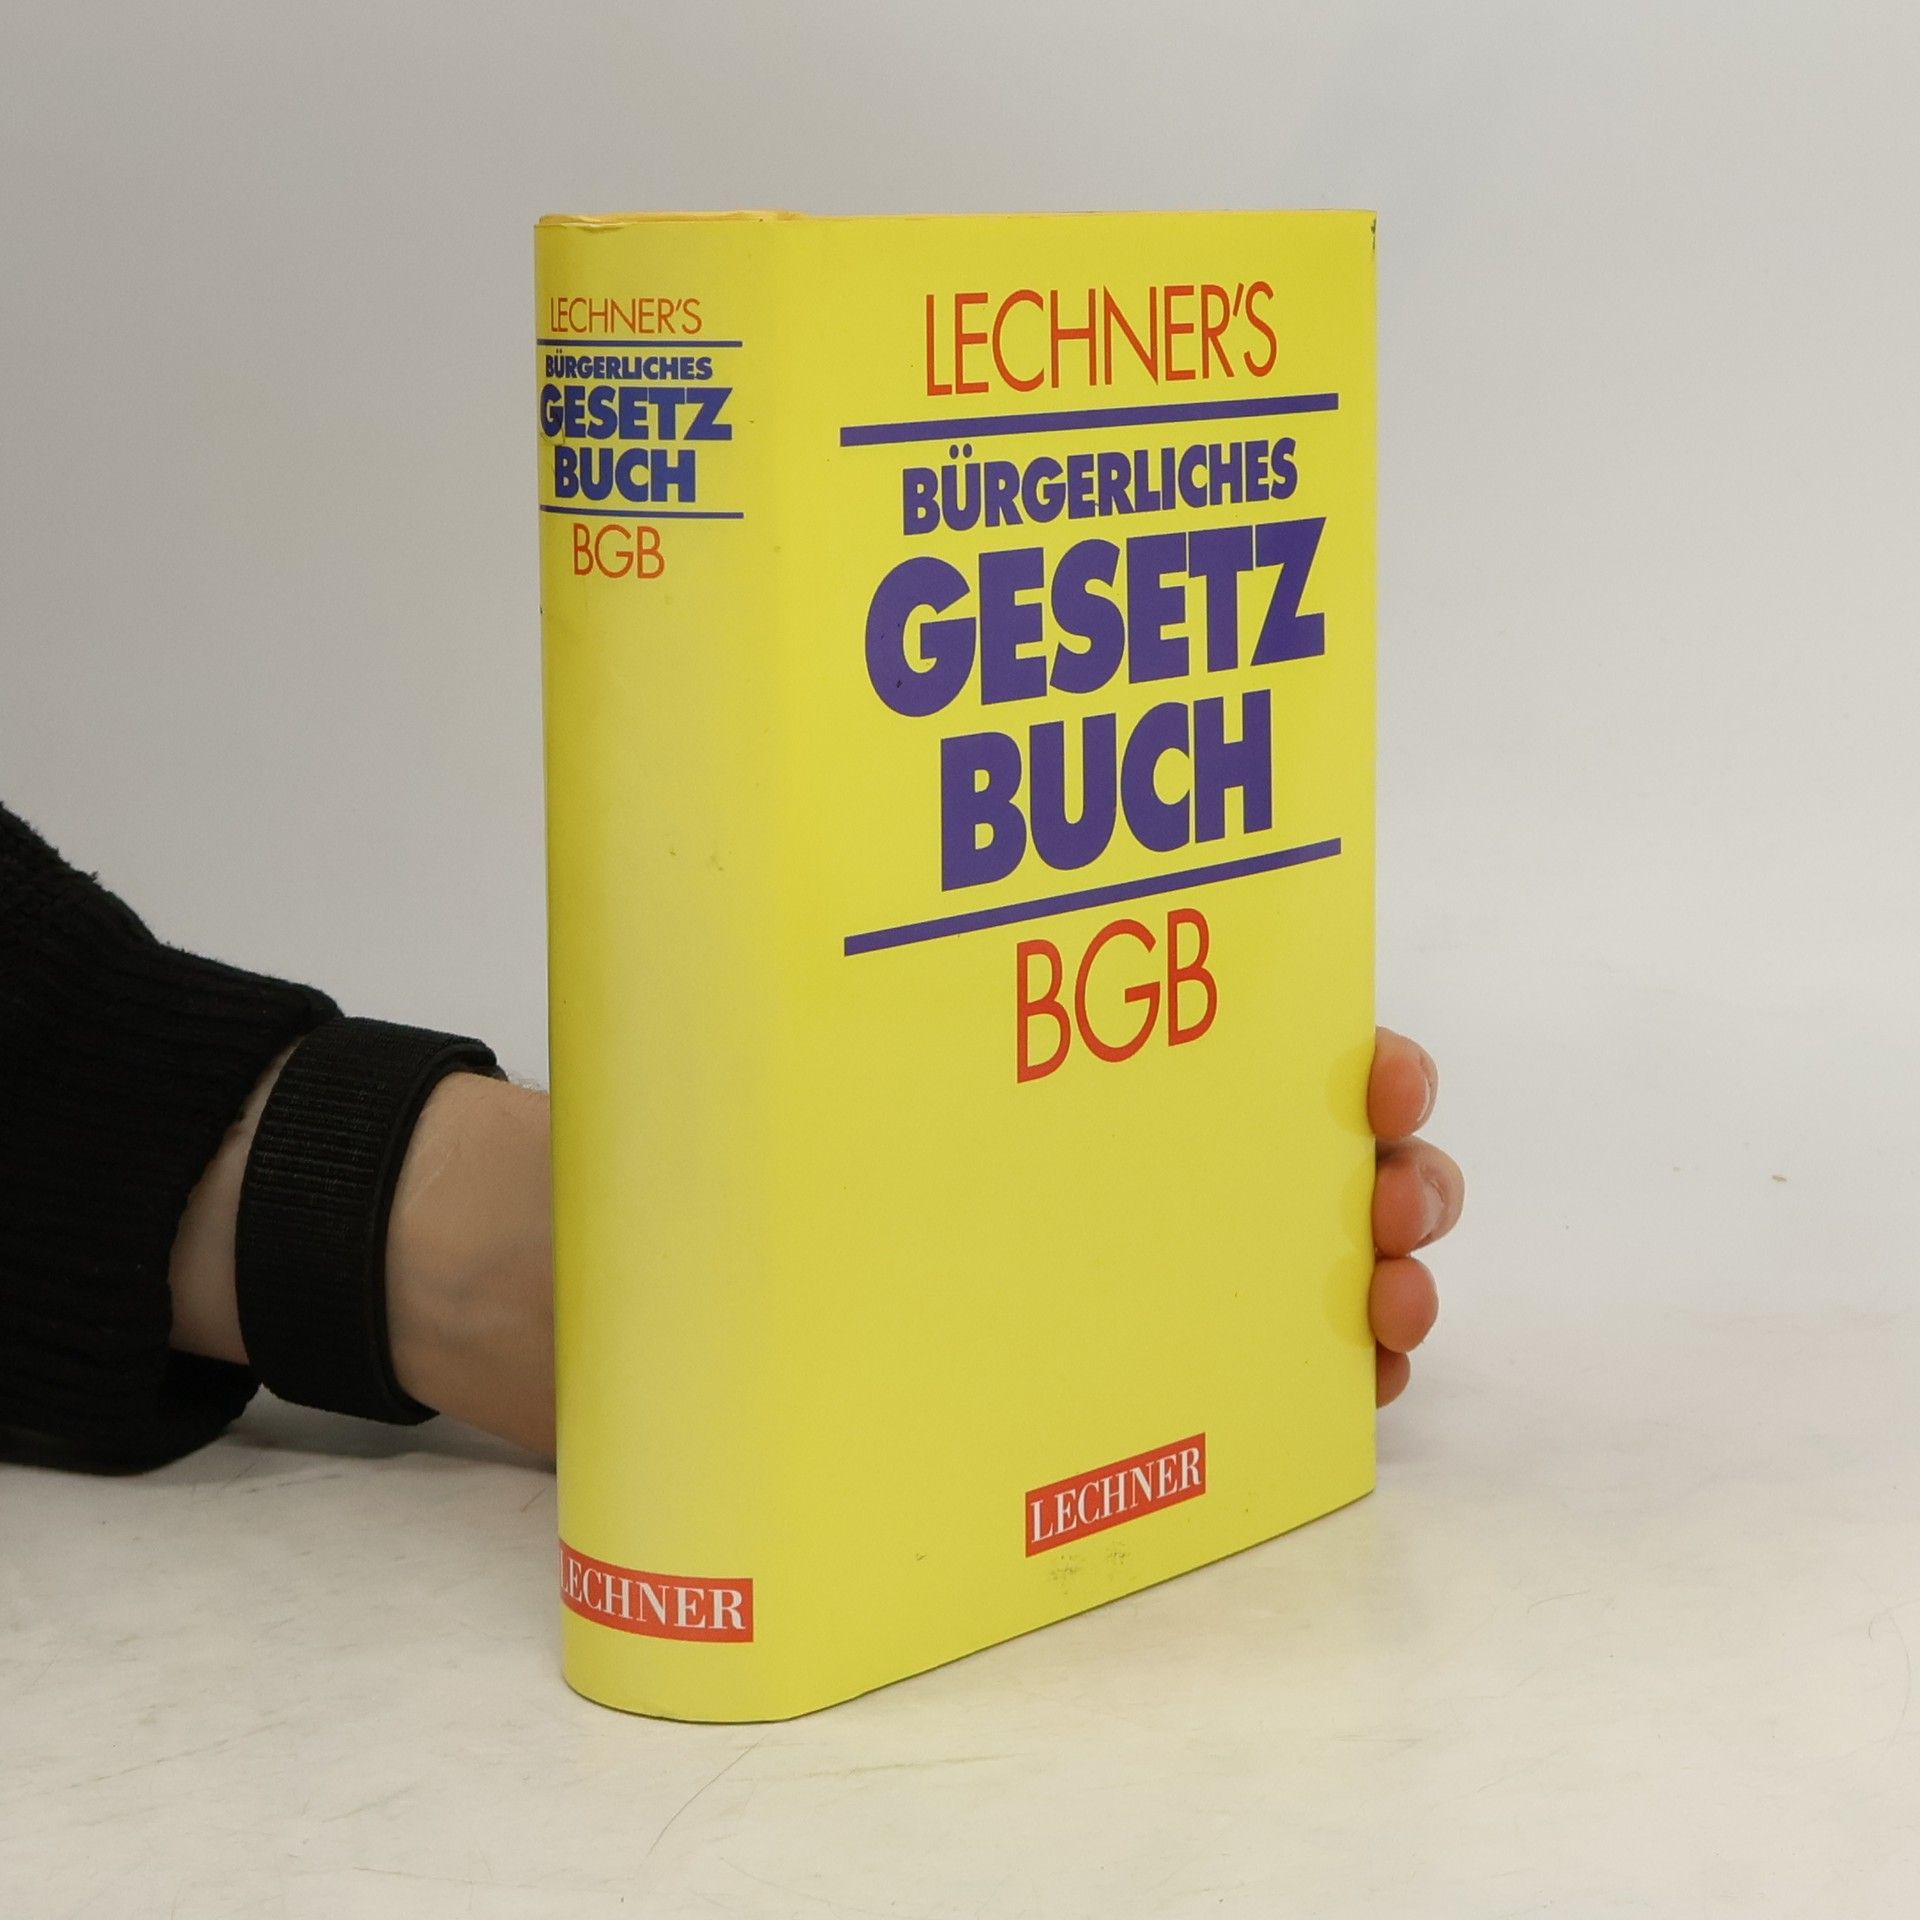 LECHNER'S
BÜRGERLICHES
GESETZ
BUCH
BGB
LECHNER
LECHNER'S
BÜRGERLICHES
GESETZ
BUCH
BGB
LECHNER